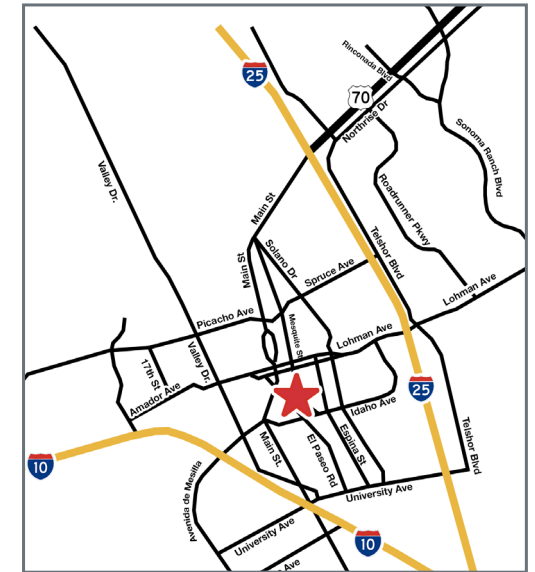 Rinconada Blvd
25
70
Northrise Dr
Sonoma Ranch Blvd
Valley Dr.
Roadrunner Pkwy
Main St
Telshor Blvd
Solano Dr
Main St
Spruce Ave
Lohman Ave
Picacho Ave
Mesquite St
Lohman Ave
Valley Dr.
17th St
Amador Ave
25
Idaho Ave
Main St.
El Paseo Rd
Espina St
Telshor Blvd
10
Avenida de Mesilla
University Ave
University Ave
10
Ave